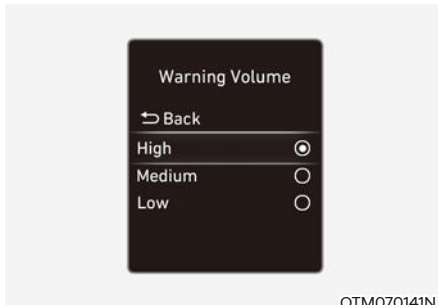 Warning Volume
Back
High
Medium
Low
OTM070141N